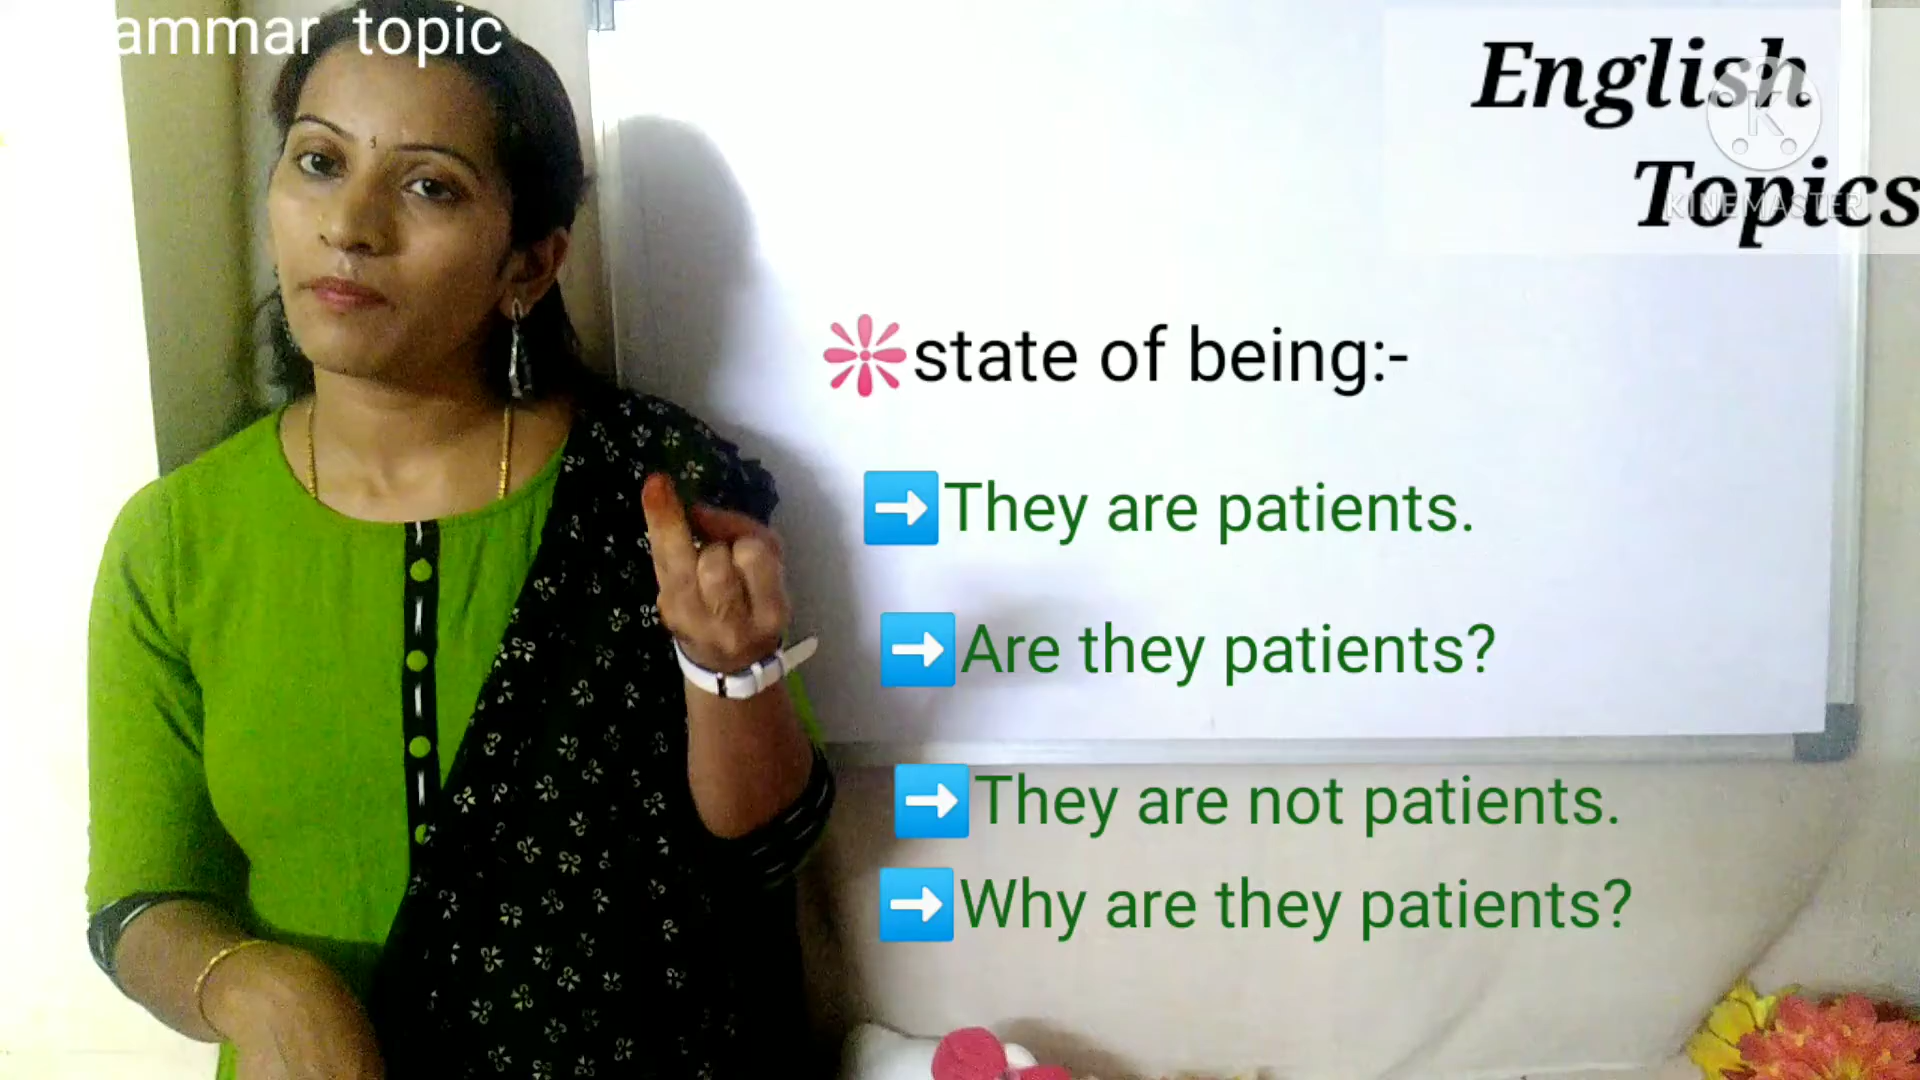 ammar topic
English
Topics
KINEMASTER
state of being:-
They are patients.
Are they patients?
They are not patients.
Why are they patients?